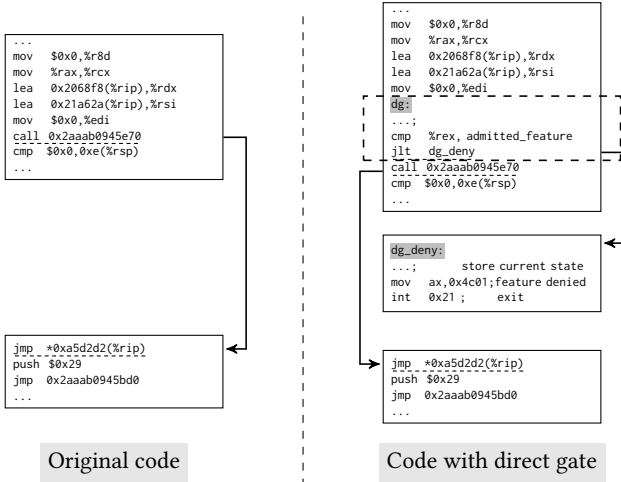 ...
mov $0x0,%r8d
mov %rax,%rcx
lea 0x2068f8(%rip),%rdx
lea 0x21a62a(%rip),%rsi
mov $0x0,%edi
call 0x2aaab0945e70
cmp $0x0,0xe(%rsp)
...
jmp *0xa5d2d2(%rip)
push $0x29
jmp 0x2aaab0945bd0
...
Original code
...
mov $0x0,%r8d
mov %rax,%rcx
lea 0x2068f8(%rip),%rdx
lea 0x21a62a(%rip),%rsi
mov $0x0,%edi
dg:
...;
cmp %rex, admitted_feature
jlt dg_deny
call 0x2aaab0945e70
cmp $0x0,0xe(%rsp)
...
dg_deny:
...; store current state
mov ax,0x4c01;feature denied
int 0x21 ; exit
jmp *0xa5d2d2(%rip)
push $0x29
jmp 0x2aaab0945bd0
...
Code with direct gate